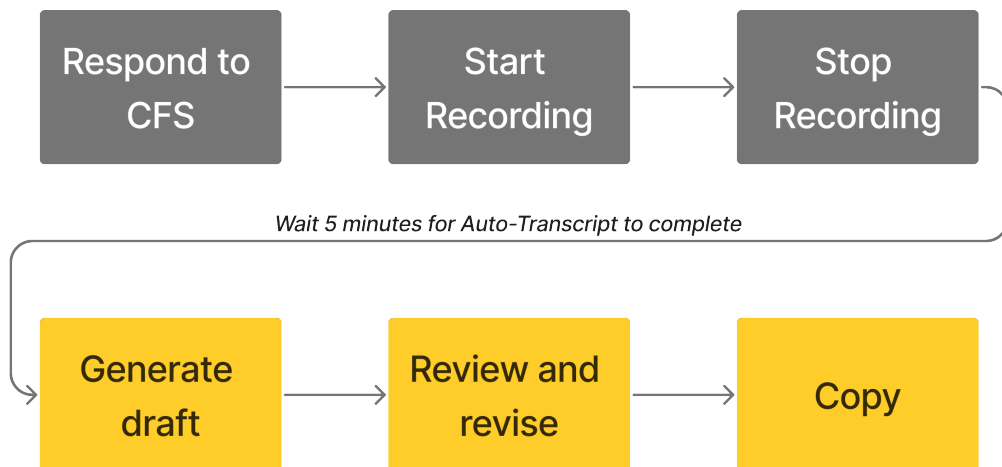 Respond to
CFS
Start
Recording
Stop
Recording
Wait 5 minutes for Auto-Transcript to complete
Generate
draft
Review and
revise
Copy